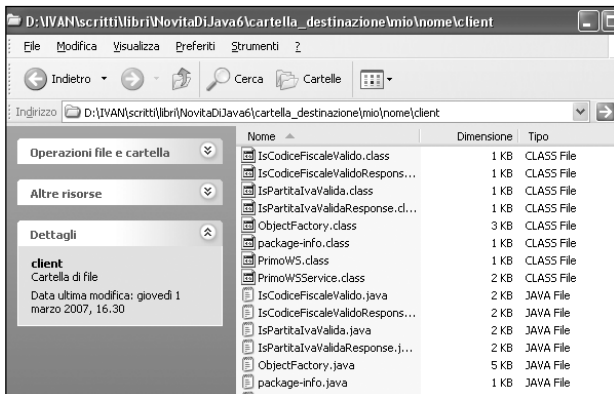 D:\IVAN\scritti\libri\NovitaDiJava6\cartella_destinazione\mio\nome\client
File Modifica Visualizza Preferiti Strumenti ?
Indietro Cerca Cartelle
Indirizzo D:\IVAN\scritti\libri\NovitaDiJava6\cartella_destinazione\mio\nome\client
Operazioni file e cartella
Altre risorse
Dettagli
client
Cartella di file
Data ultima modifica: giovedì 1
marzo 2007, 16.30
Nome Dimensione Tipo
IsCodiceFiscaleValido.class 1 KB CLASS File
IsCodiceFiscaleValidoRespons... 1 KB CLASS File
IsPartitaIvaValida.class 1 KB CLASS File
IsPartitaIvaValidaResponse.cl... 1 KB CLASS File
ObjectFactory.class 3 KB CLASS File
package-info.class 1 KB CLASS File
PrimoWS.class 1 KB CLASS File
PrimoWSService.class 2 KB CLASS File
IsCodiceFiscaleValido.java 2 KB JAVA File
IsCodiceFiscaleValidoRespons... 2 KB JAVA File
IsPartitaIvaValida.java 2 KB JAVA File
IsPartitaIvaValidaResponse.j... 2 KB JAVA File
ObjectFactory.java 5 KB JAVA File
package-info.java 1 KB JAVA File